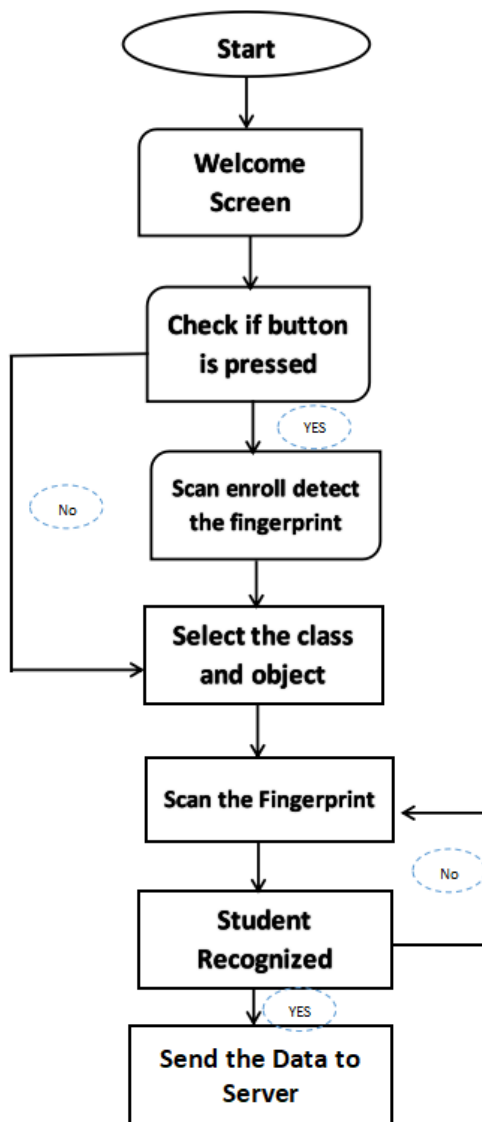 Start
Welcome
Screen
Check if button
is pressed
YES
Scan enroll detect
the fingerprint
No
Select the class
and object
Scan the Fingerprint
No
Student
Recognized
YES
Send the Data to
Server